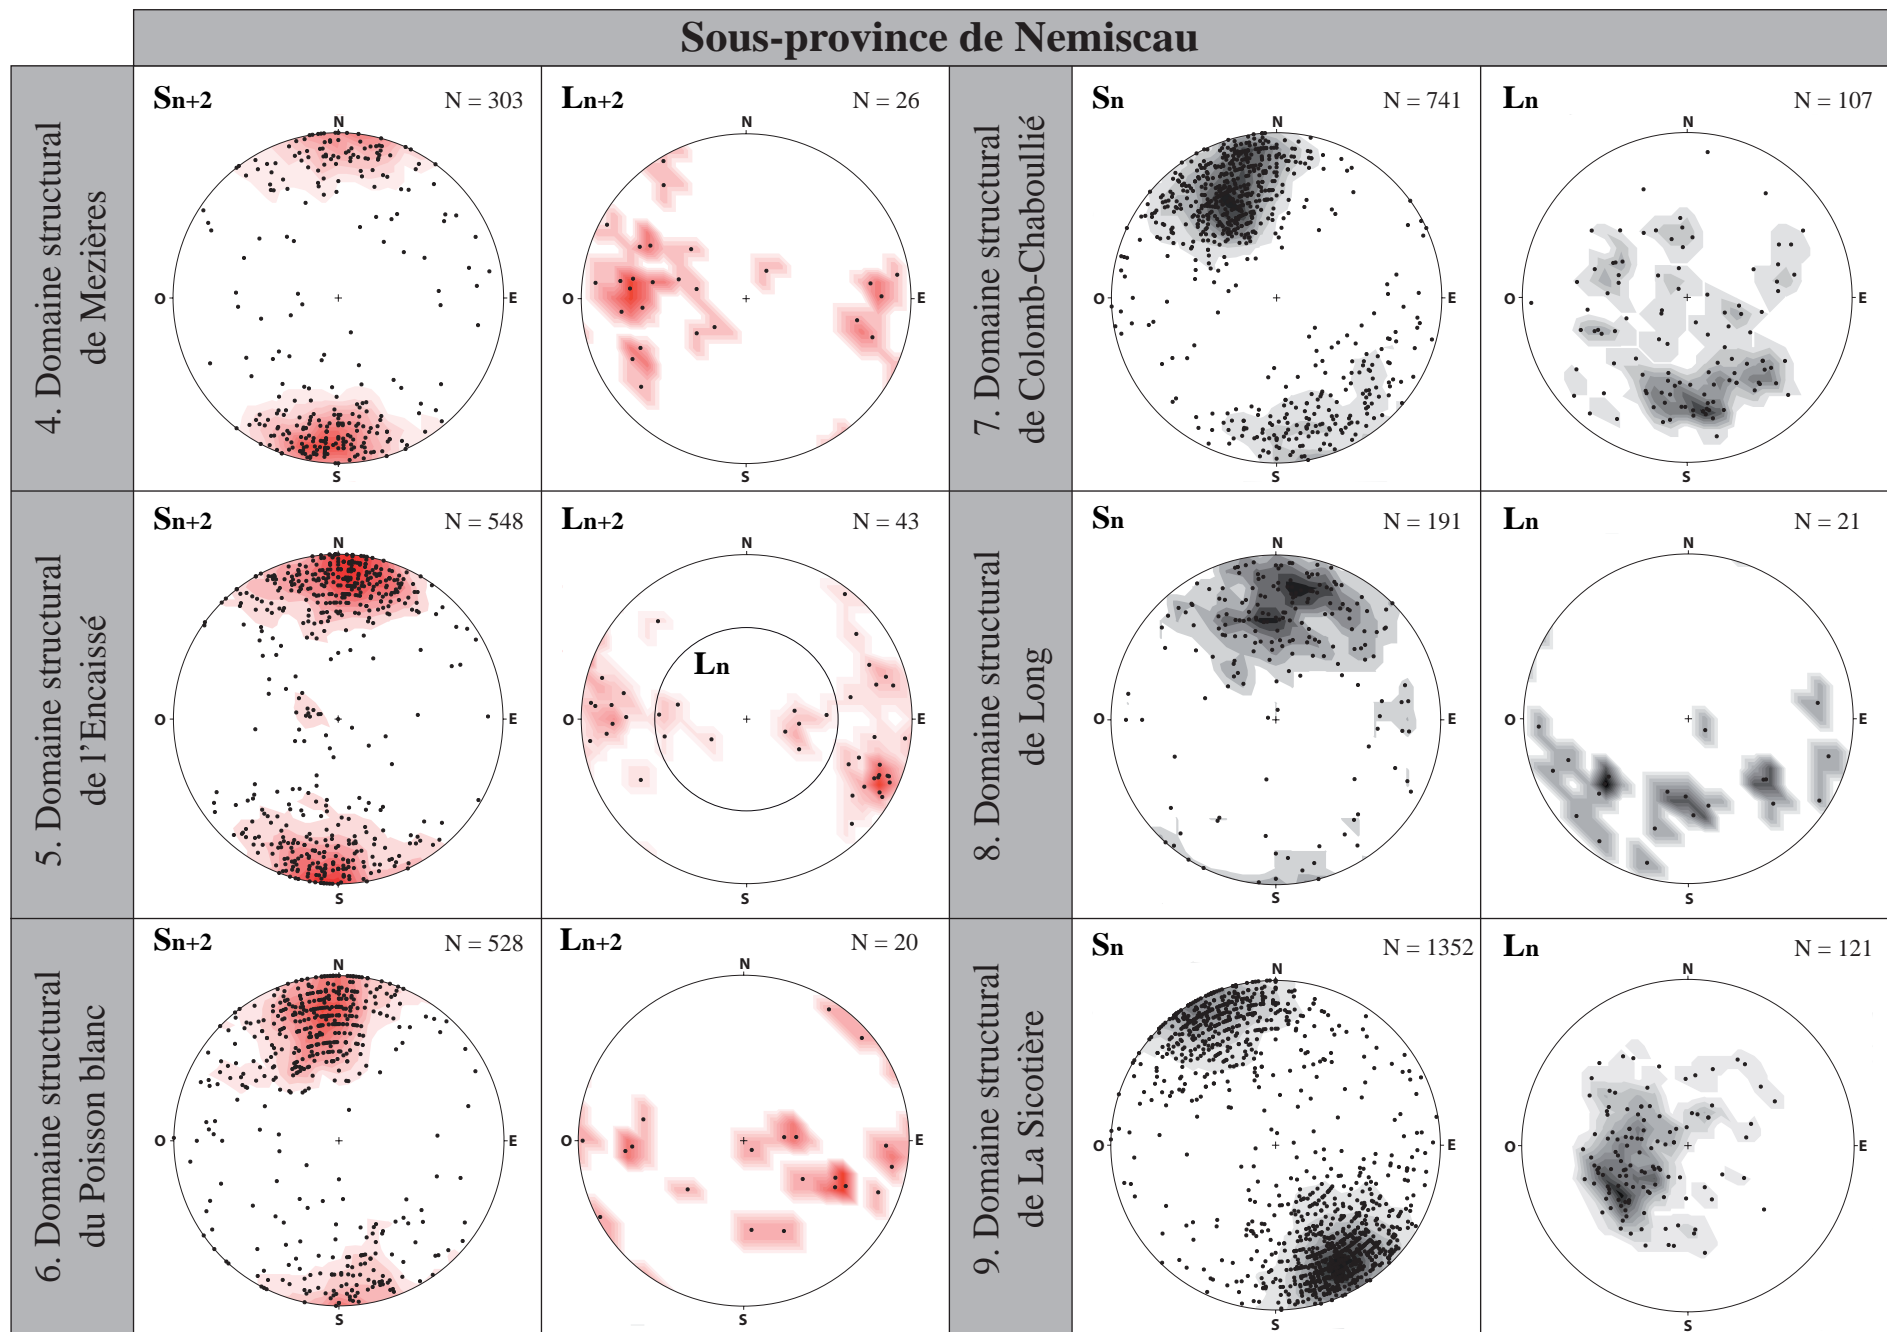 Sous-province de Nemiscau
4. Domaine structural
de Mezières
Sn+2
N = 303
N
O
E
S
Ln+2
N = 26
N
O
E
S
7. Domaine structural
de Colomb-Chaboullié
Sn
N = 741
N
O
E
S
Ln
N = 107
N
O
E
S
5. Domaine structural
de l'Encaissé
Sn+2
N = 548
N
O
E
S
Ln+2
N = 43
N
Ln
O
E
S
8. Domaine structural
de Long
Sn
N = 191
N
O
E
S
Ln
N = 21
N
O
E
S
6. Domaine structural
du Poisson blanc
Sn+2
N = 528
N
O
E
S
Ln+2
N = 20
N
O
E
S
9. Domaine structural
de La Sicotière
Sn
N = 1352
N
O
E
S
Ln
N = 121
N
O
E
S